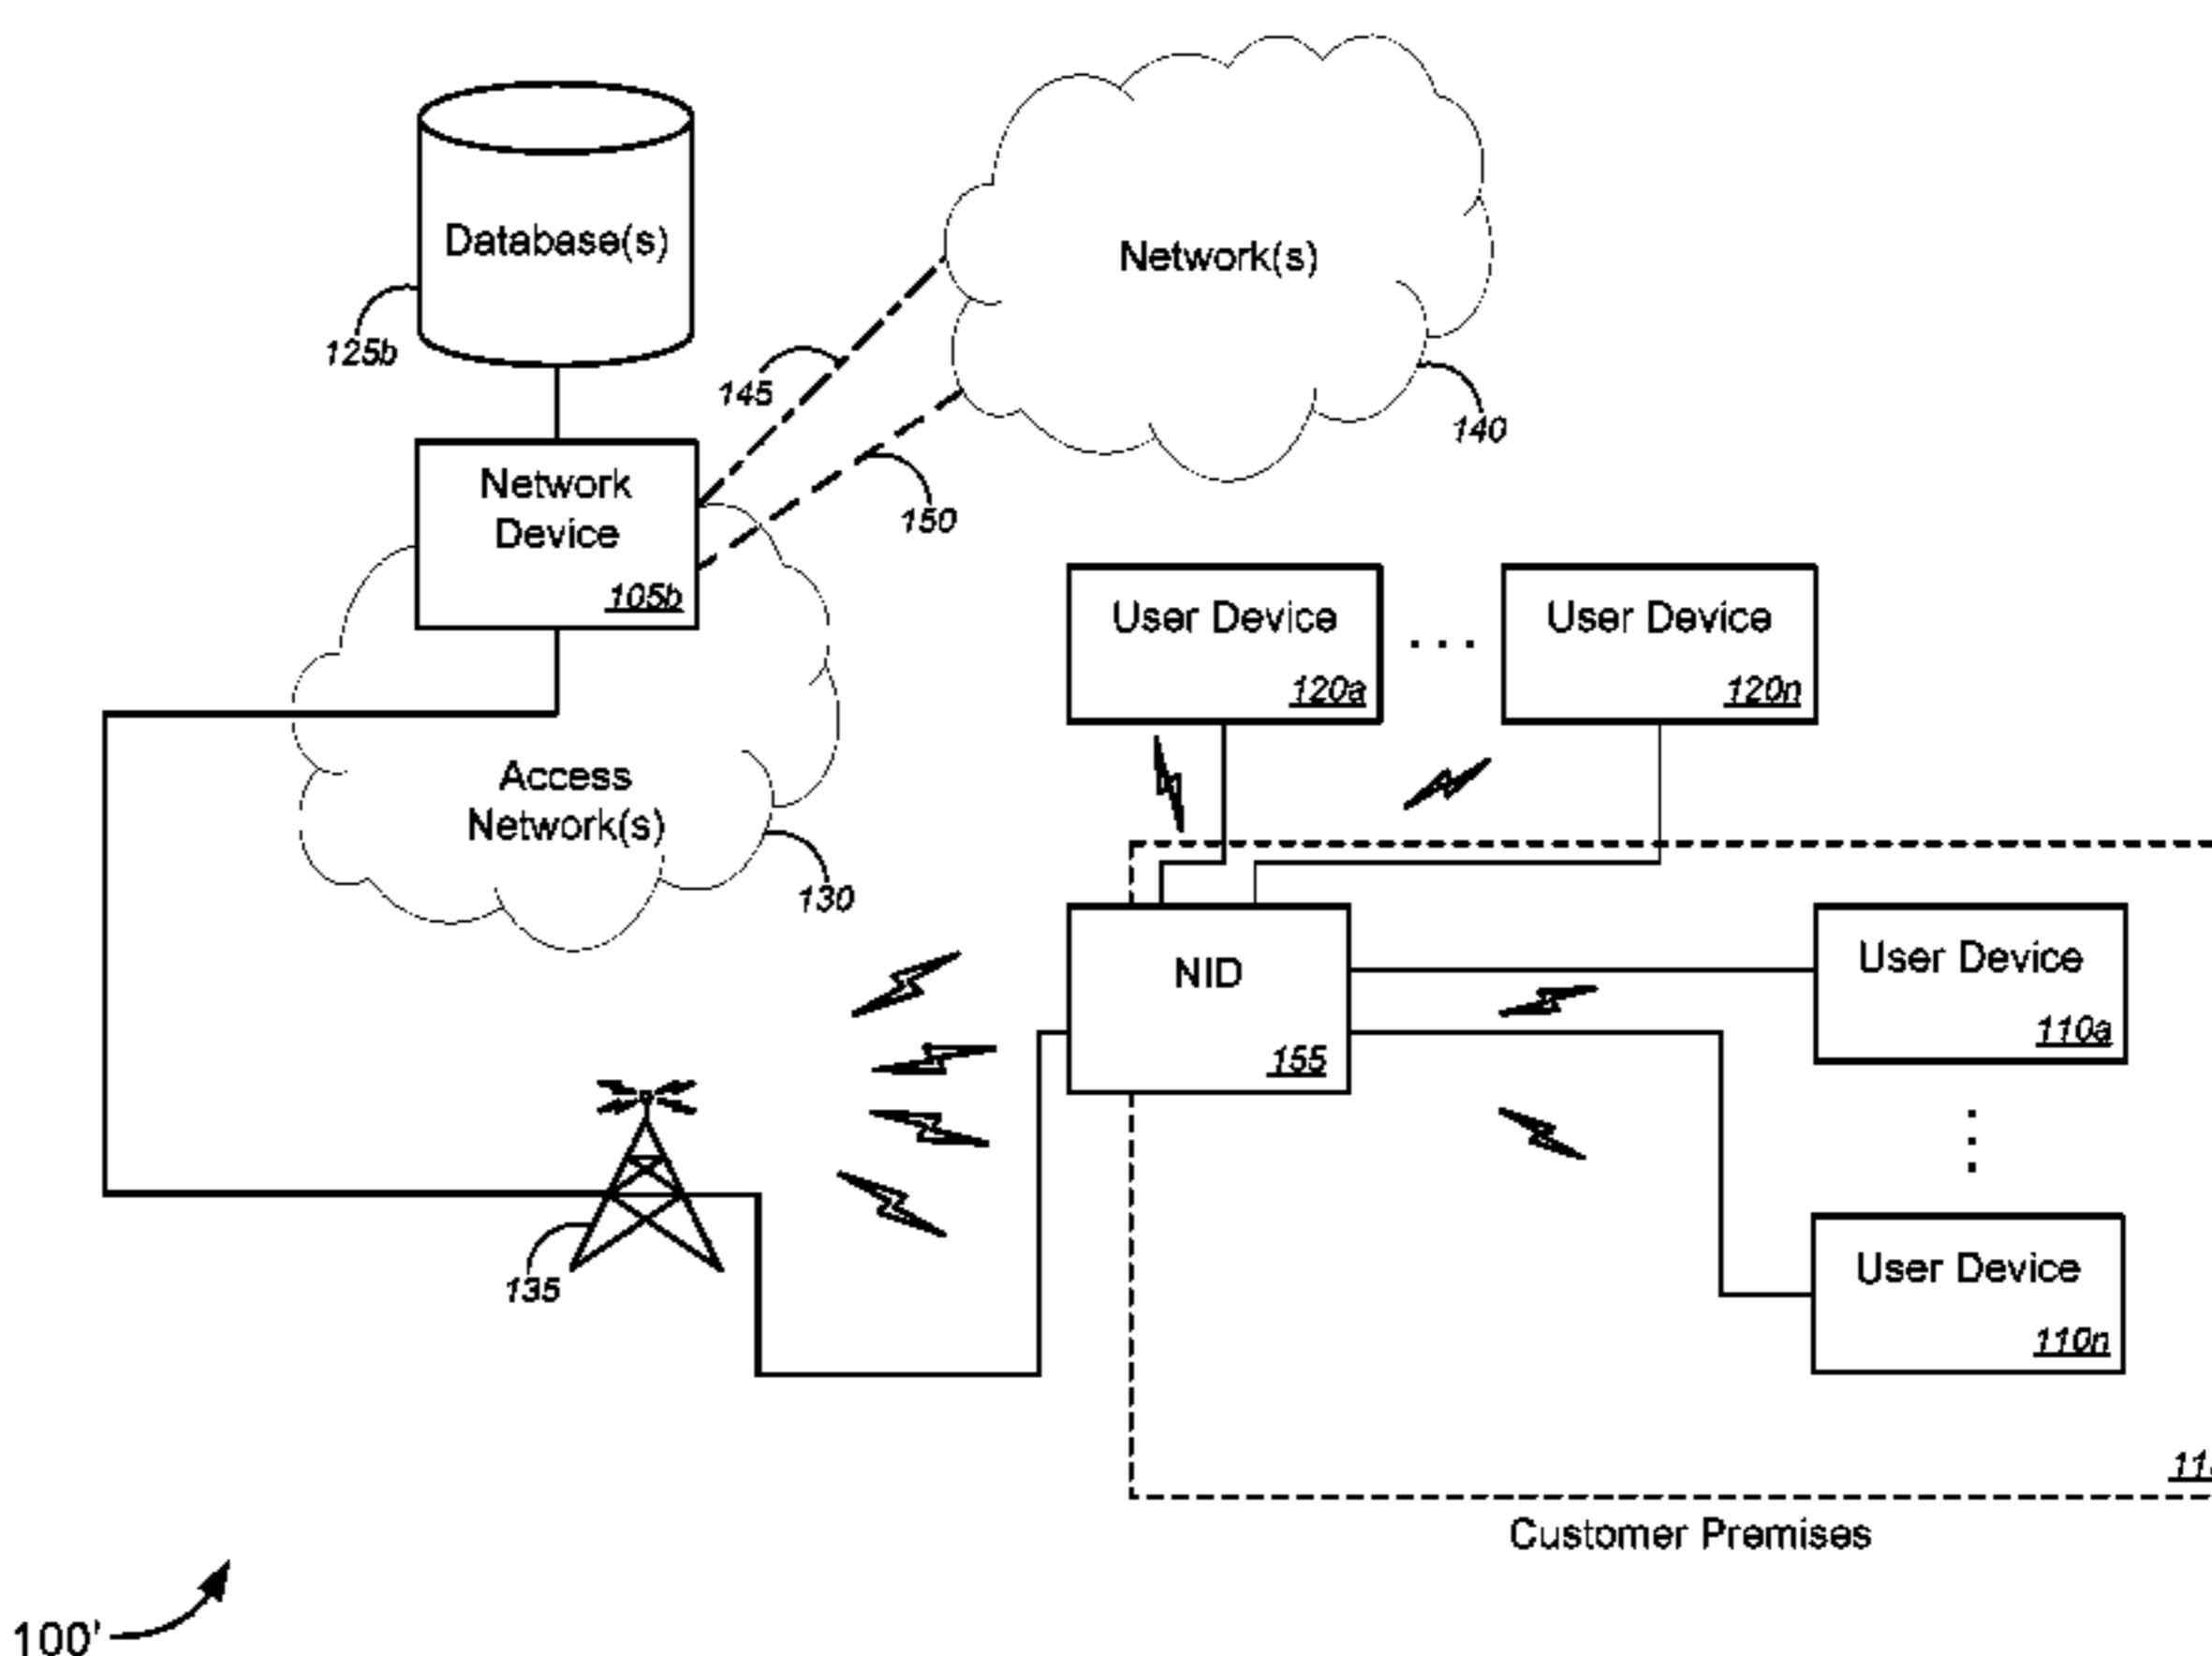 Database(s)
125b
Network(s)
145
140
150
Network
Device
105b
User Device
120a
. . .
User Device
120n
Access
Network(s)
130
NID
155
User Device
110a
User Device
110n
135
Customer Premises
100'